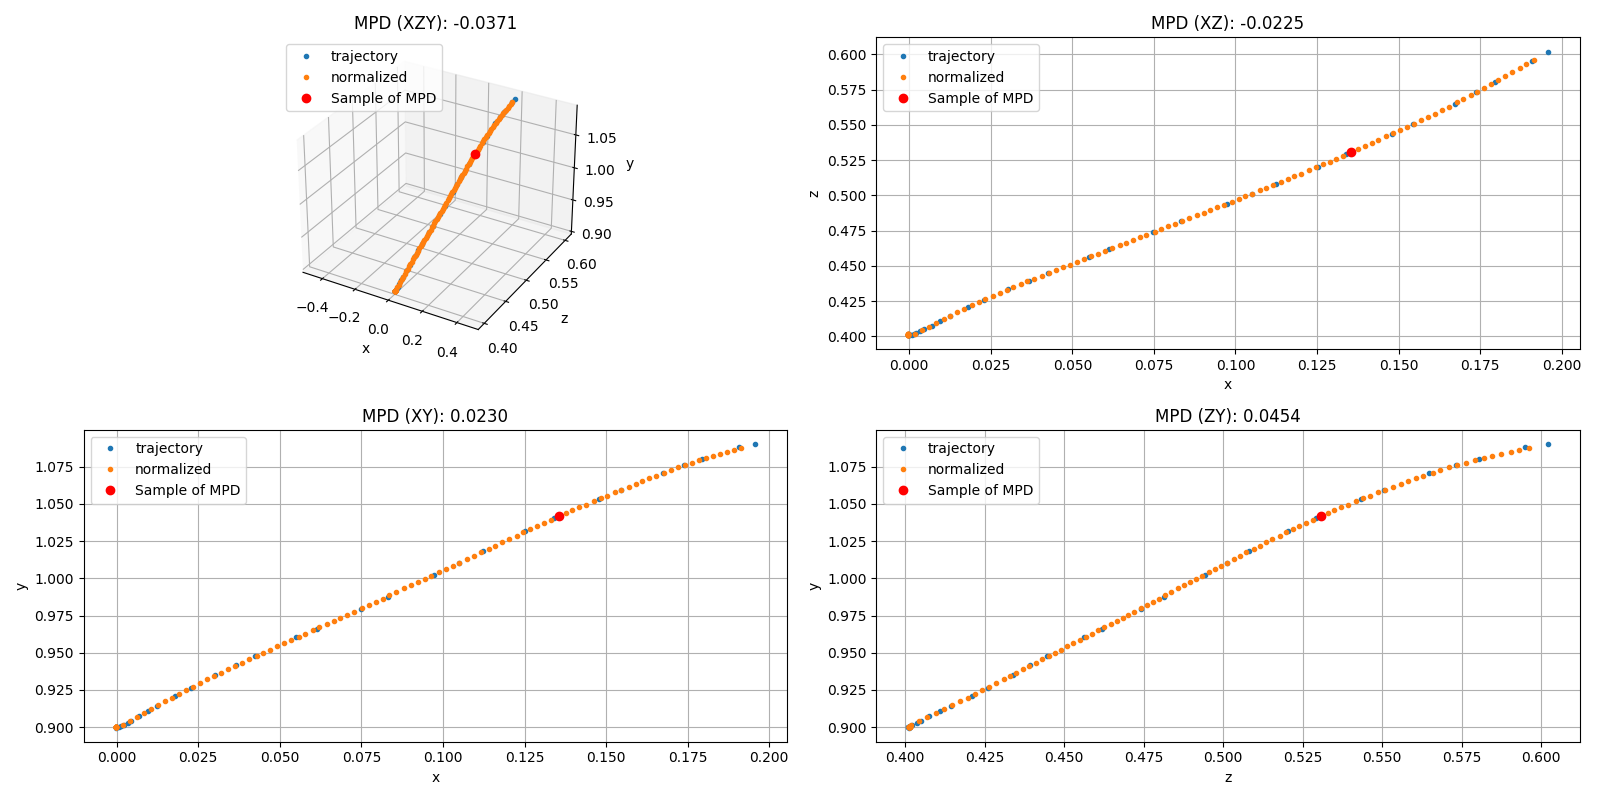 MPD (XZY): -0.0371
trajectory
normalized
Sample of MPD
1.05
1.00
0.95
0.90
y
0.60
0.55
0.50
0.45
0.40
z
−0.4
−0.2
0.0
0.2
0.4
x
MPD (XZ): -0.0225
trajectory
normalized
Sample of MPD
0.600
0.575
0.550
0.525
0.500
0.475
0.450
0.425
0.400
z
0.000 0.025 0.050 0.075 0.100 0.125 0.150 0.175 0.200
x
MPD (XY): 0.0230
trajectory
normalized
Sample of MPD
1.075
1.050
1.025
1.000
0.975
0.950
0.925
0.900
y
0.000 0.025 0.050 0.075 0.100 0.125 0.150 0.175 0.200
x
MPD (ZY): 0.0454
trajectory
normalized
Sample of MPD
1.075
1.050
1.025
1.000
0.975
0.950
0.925
0.900
y
0.400 0.425 0.450 0.475 0.500 0.525 0.550 0.575 0.600
z